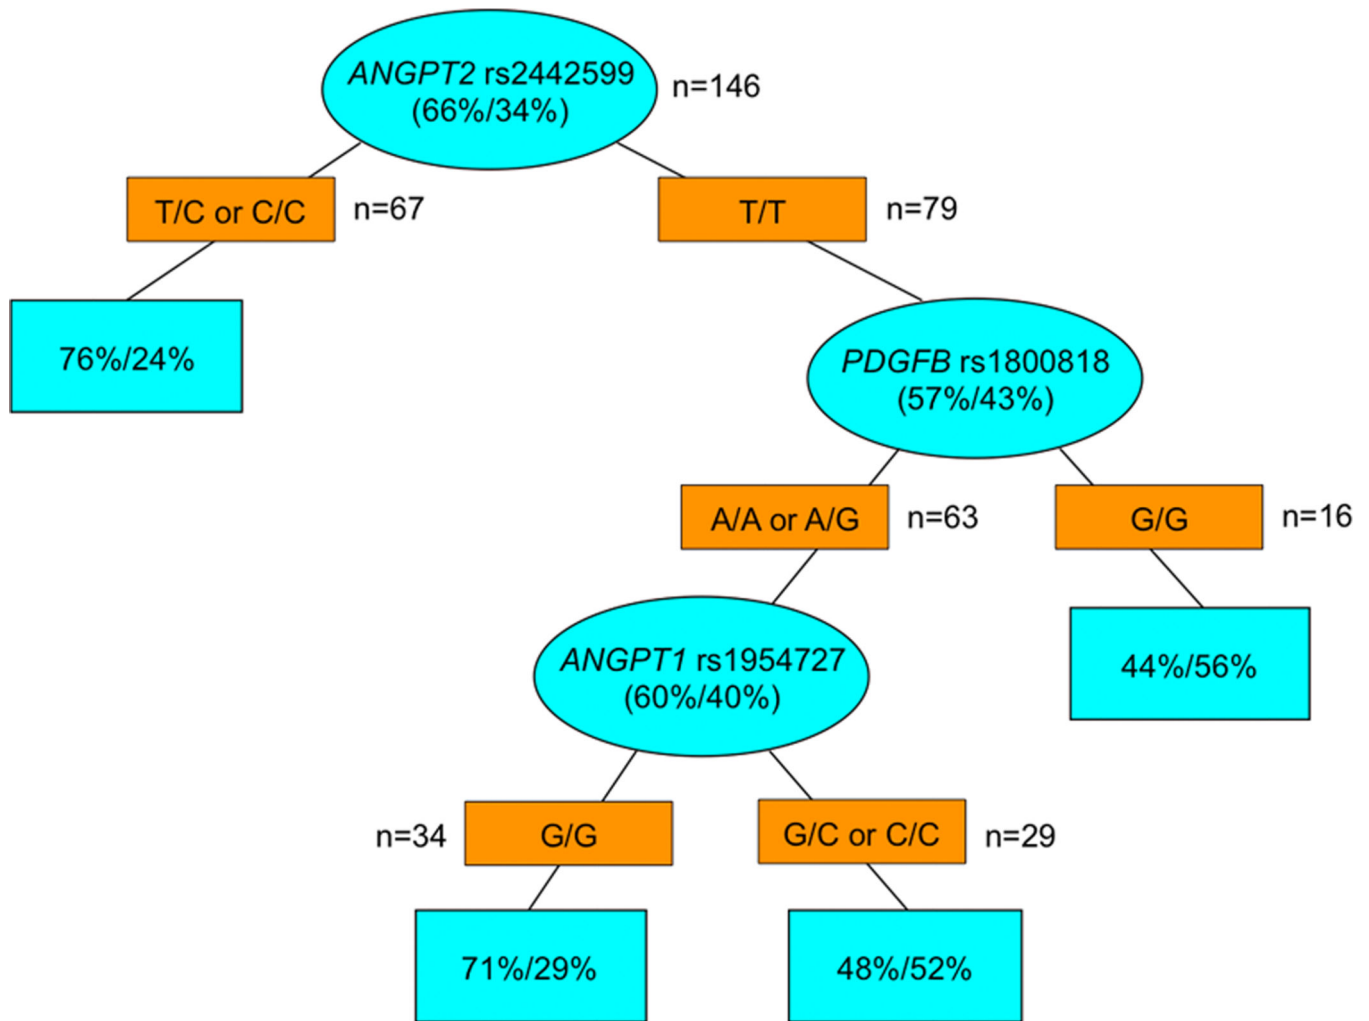 ANGPT2 rs2442599
(66%/34%)
n=146
T/C or C/C
n=67
T/T
n=79
76%/24%
PDGFB rs1800818
(57%/43%)
A/A or A/G
n=63
G/G
n=16
ANGPT1 rs1954727
(60%/40%)
44%/56%
n=34
G/G
G/C or C/C
n=29
71%/29%
48%/52%